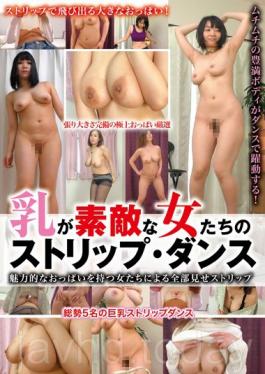 ストリップで飛び出る大きなおっぱい!
ムチムチの豊満ボディがダンスで躍動する!
張り大きさ完備の極上おっぱい厳選
乳が素敵な女たちの
ストリップ・ダンス
魅力的なおっぱいを持つ女たちによる全部見せストリップ
総勢5名の巨乳ストリップダンス